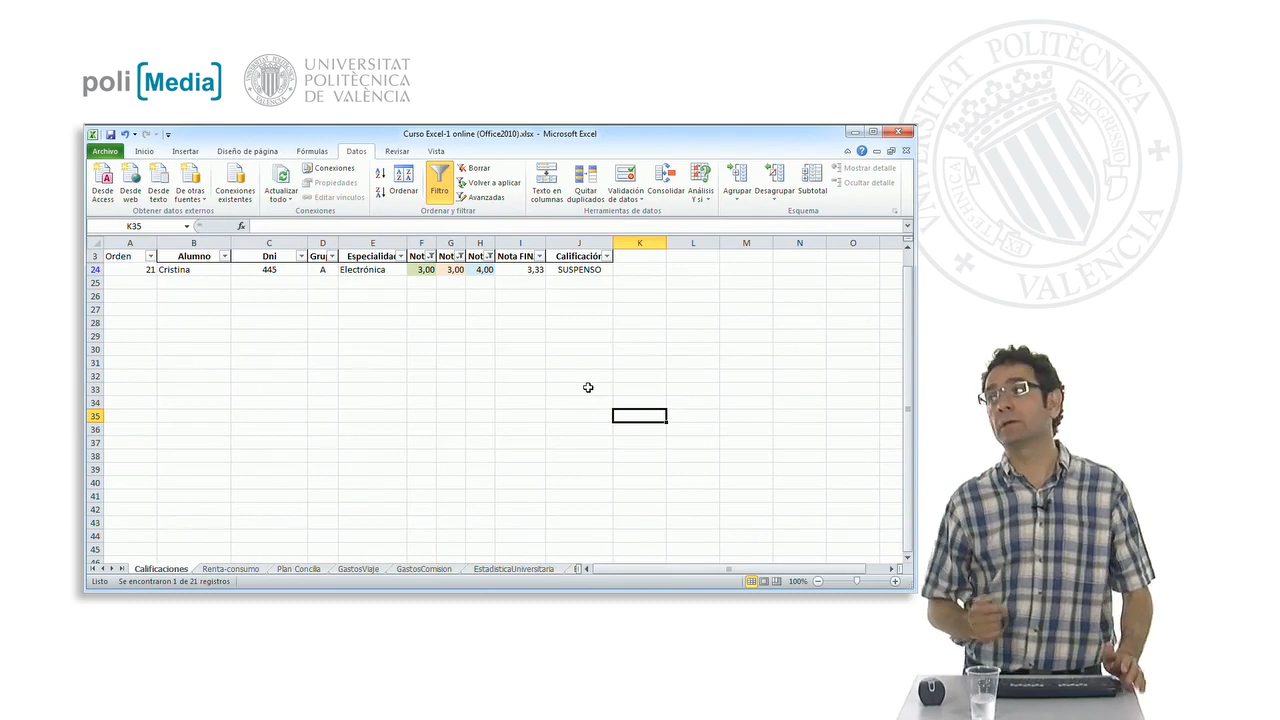 poli [Media]
UNIVERSITAT
POLITÈCNICA
DE VALÈNCIA
UNIVERSITAT POLITÈCNICA
DE VALÈNCIA
PROGRESSIO
Curso Excel-1 online (Office2010).xlsx - Microsoft Excel
Archivo Inicio Insertar Diseño de página Fórmulas Datos Revisar Vista
Desde Access
Desde web
Desde texto
De otras fuentes
Conexiones existentes
Obtener datos externos
Actualizar todo
Conexiones
Propiedades
Editar vínculos
Conexiones
Ordenar
Filtro
Borrar
Volver a aplicar
Avanzadas
Ordenar y filtrar
Texto en columnas
Quitar duplicados
Validación de datos
Consolidar
Análisis Y si
Herramientas de datos
Agrupar
Desagrupar
Subtotal
Mostrar detalle
Ocultar detalle
Esquema
K35 fx
A B C D E F G H I J K L M N O
3 Orden Alumno Dni Grup Especialidad Not Not Not Nota FIN. Calificación
24 21 Cristina 445 A Electrónica 3,00 3,00 4,00 3,33 SUSPENSO
25
26
27
28
29
30
31
32
33
34
35
36
37
38
39
40
41
42
43
44
45
46
Calificaciones Renta-consumo Plan Concilia GastosViaje GastosComision EstadisticaUniversitaria
Listo Se encontraron 1 de 21 registros 100%